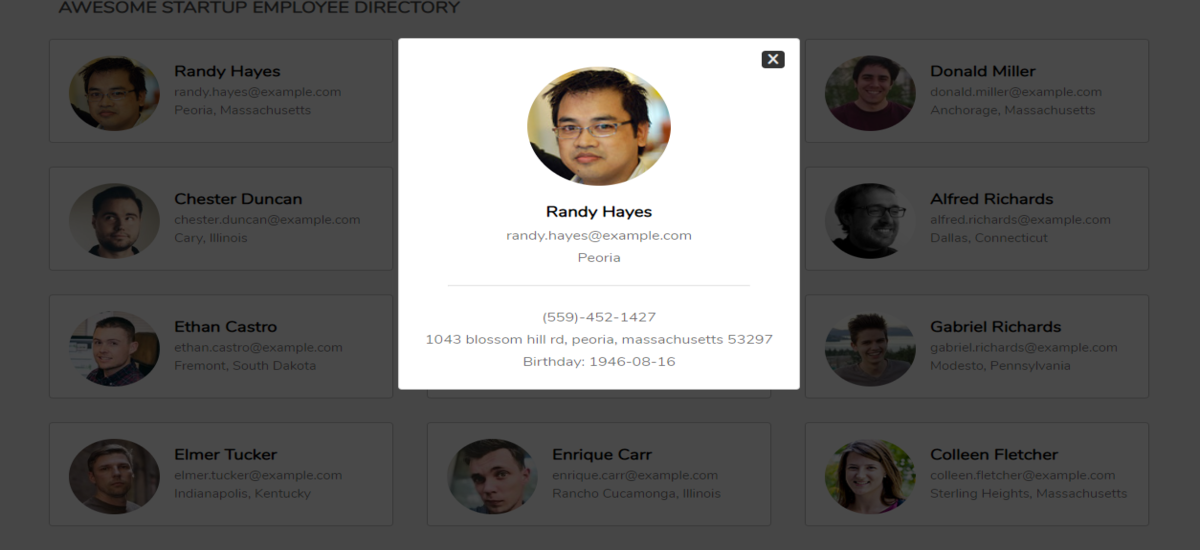 AWESOME STARTUP EMPLOYEE DIRECTORY
Randy Hayes
randy.hayes@example.com
Peoria, Massachusetts
Donald Miller
donald.miller@example.com
Anchorage, Massachusetts
Chester Duncan
chester.duncan@example.com
Cary, Illinois
Alfred Richards
alfred.richards@example.com
Dallas, Connecticut
Ethan Castro
ethan.castro@example.com
Fremont, South Dakota
Gabriel Richards
gabriel.richards@example.com
Modesto, Pennsylvania
Elmer Tucker
elmer.tucker@example.com
Indianapolis, Kentucky
Enrique Carr
enrique.carr@example.com
Rancho Cucamonga, Illinois
Colleen Fletcher
colleen.fletcher@example.com
Sterling Heights, Massachusetts
X
Randy Hayes
randy.hayes@example.com
Peoria
(559)-452-1427
1043 blossom hill rd, peoria, massachusetts 53297
Birthday: 1946-08-16